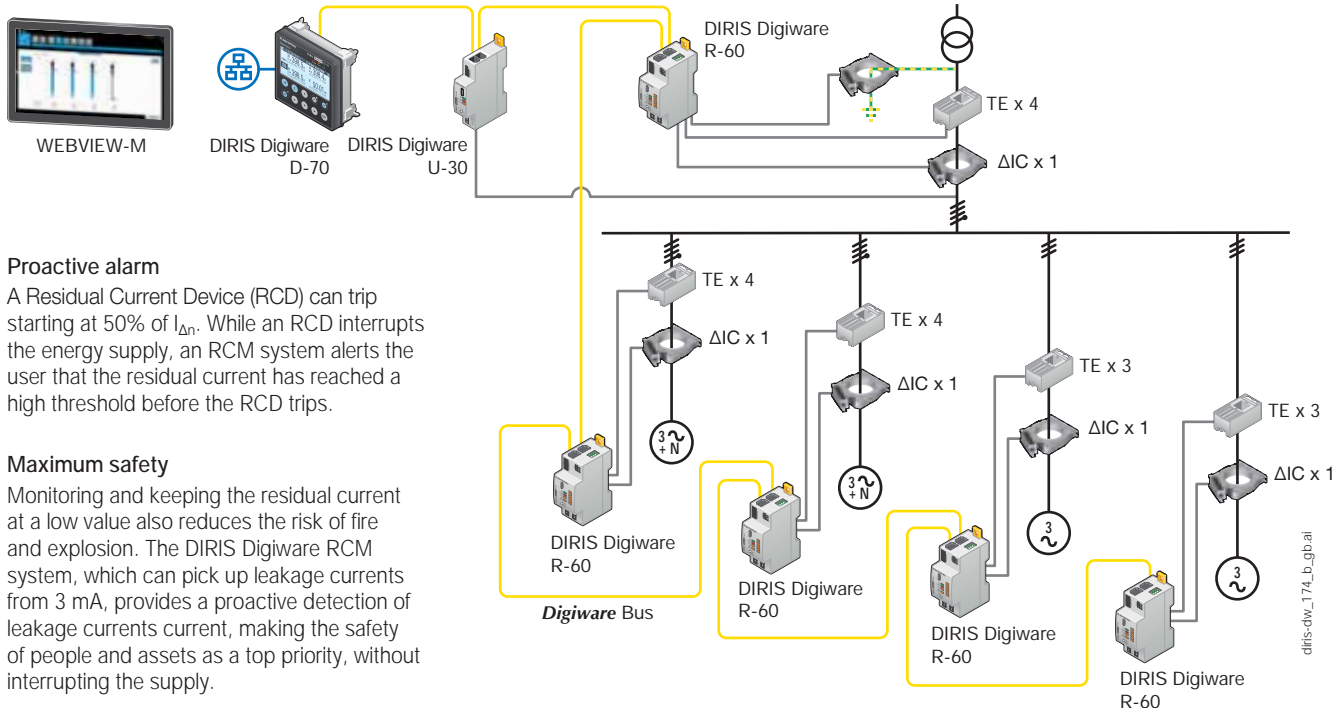 WEBVIEW-M
DIRIS Digiware
D-70
DIRIS Digiware
U-30
DIRIS Digiware
R-60
TE x 4
ΔIC x 1
Proactive alarm
A Residual Current Device (RCD) can trip
starting at 50% of IΔn. While an RCD interrupts
the energy supply, an RCM system alerts the
user that the residual current has reached a
high threshold before the RCD trips.
Maximum safety
Monitoring and keeping the residual current
at a low value also reduces the risk of fire
and explosion. The DIRIS Digiware RCM
system, which can pick up leakage currents
from 3 mA, provides a proactive detection of
leakage currents current, making the safety
of people and assets as a top priority, without
interrupting the supply.
TE x 4
ΔIC x 1
3
+ N
DIRIS Digiware
R-60
Digiware Bus
TE x 4
ΔIC x 1
3
+ N
DIRIS Digiware
R-60
TE x 3
ΔIC x 1
3
DIRIS Digiware
R-60
TE x 3
ΔIC x 1
3
DIRIS Digiware
R-60
diris-dw_174_b_gb.ai